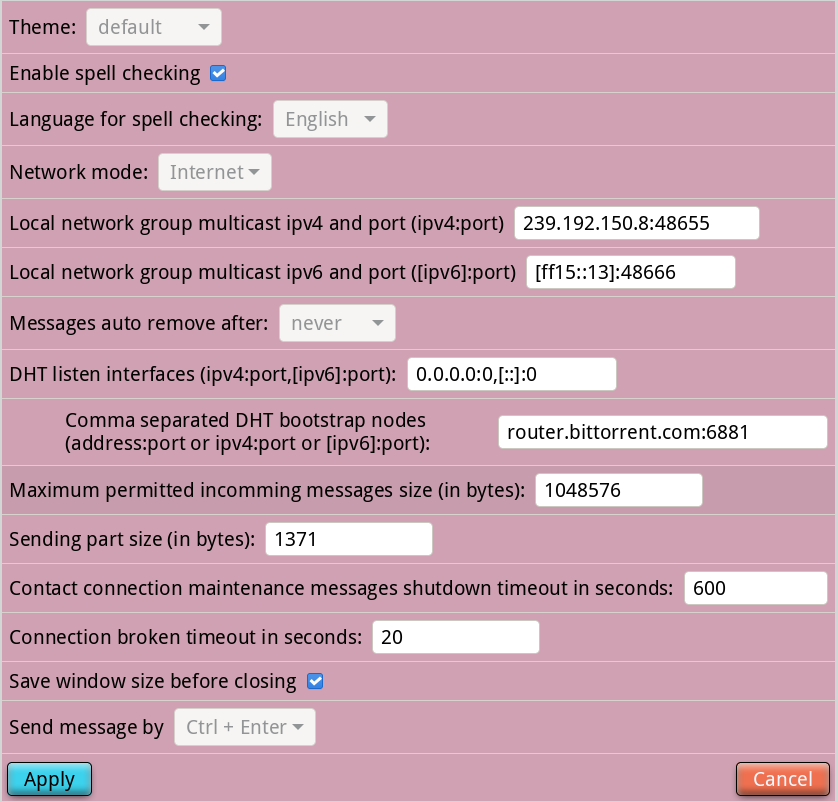 Theme: default
Enable spell checking
Language for spell checking: English
Network mode: Internet
Local network group multicast ipv4 and port (ipv4:port) 239.192.150.8:48655
Local network group multicast ipv6 and port ([ipv6]:port) [ff15::13]:48666
Messages auto remove after: never
DHT listen interfaces (ipv4:port,[ipv6]:port): 0.0.0.0:0,[::]:0
Comma separated DHT bootstrap nodes
(address:port or ipv4:port or [ipv6]:port): router.bittorrent.com:6881
Maximum permitted incomming messages size (in bytes): 1048576
Sending part size (in bytes): 1371
Contact connection maintenance messages shutdown timeout in seconds: 600
Connection broken timeout in seconds: 20
Save window size before closing
Send message by Ctrl + Enter
Apply Cancel